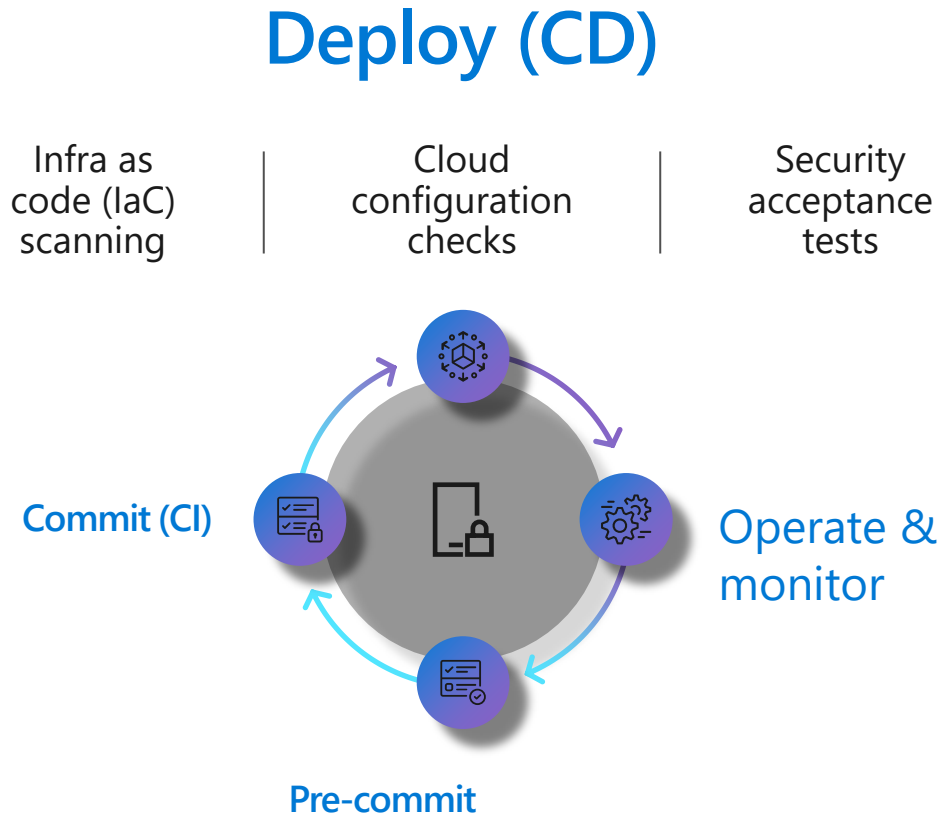 Deploy (CD)
Infra as
code (IaC)
scanning
Cloud
configuration
checks
Security
acceptance
tests
Commit (CI)
Operate &
monitor
Pre-commit